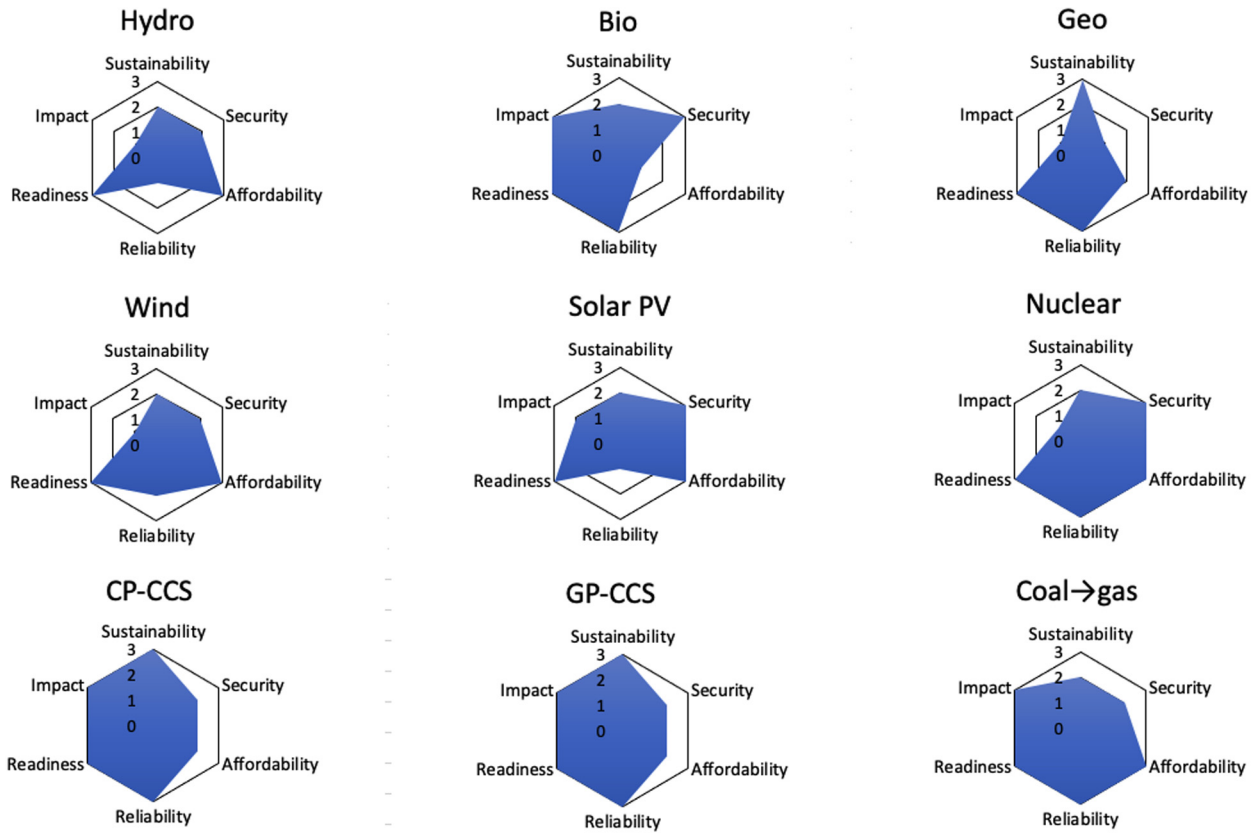 Hydro
Sustainability
3
Impact
2
Security
1
0
Readiness
Affordability
Reliability
Bio
Sustainability
3
Impact
2
Security
1
0
Readiness
Affordability
Reliability
Geo
Sustainability
3
Impact
2
Security
1
0
Readiness
Affordability
Reliability
Wind
Sustainability
3
Impact
2
Security
1
0
Readiness
Affordability
Reliability
Solar PV
Sustainability
3
Impact
2
Security
1
0
Readiness
Affordability
Reliability
Nuclear
Sustainability
3
Impact
2
Security
1
0
Readiness
Affordability
Reliability
CP-CCS
Sustainability
3
Impact
2
Security
1
0
Readiness
Affordability
Reliability
GP-CCS
Sustainability
3
Impact
2
Security
1
0
Readiness
Affordability
Reliability
Coal→gas
Sustainability
3
Impact
2
Security
1
0
Readiness
Affordability
Reliability